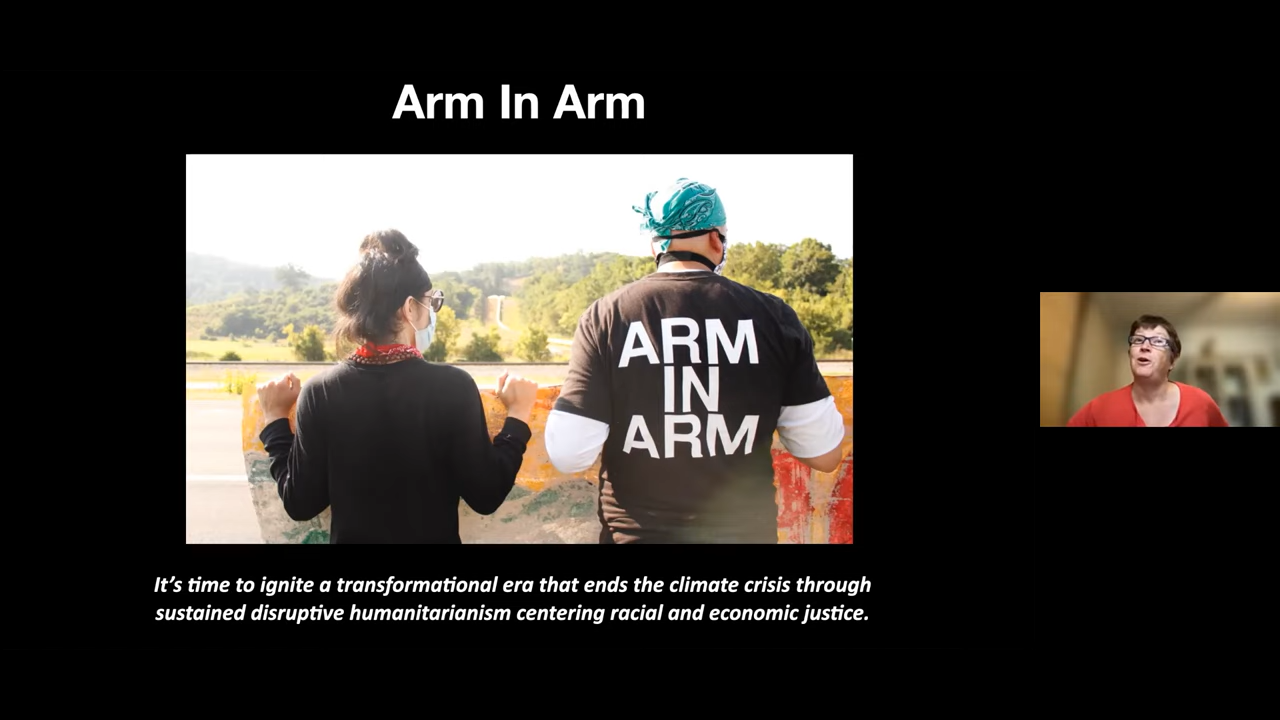 Arm In Arm
ARM
IN
ARM
It’s time to ignite a transformational era that ends the climate crisis through
sustained disruptive humanitarianism centering racial and economic justice.